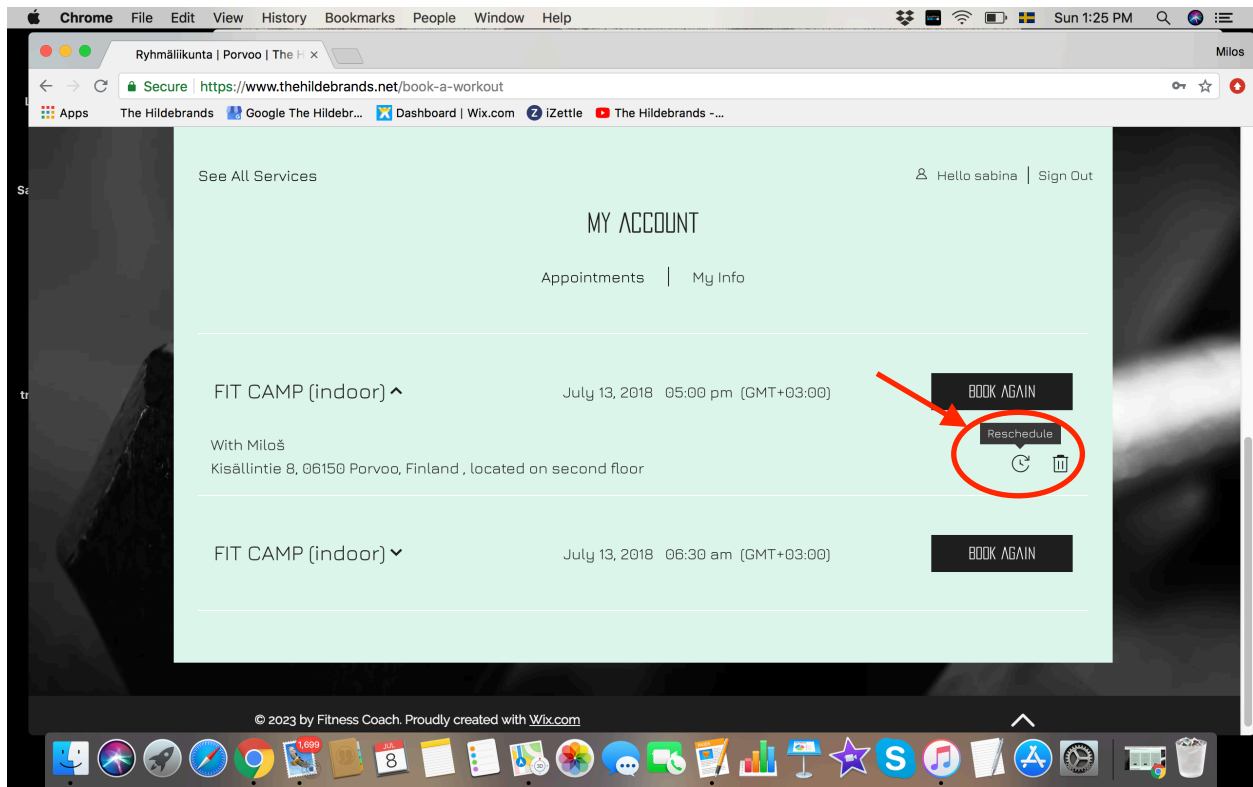 Chrome File Edit View History Bookmarks People Window Help Sun 1:25 PM
Ryhmäliikunta | Porvoo | The H Milos
Secure https://www.thehildebrands.net/book-a-workout
Apps The Hildebrands Google The Hildebr... Dashboard | Wix.com iZettle The Hildebrands -...
See All Services Hello sabina | Sign Out
MY ACCOUNT
Appointments | My Info
FIT CAMP (indoor) July 13, 2018 05:00 pm (GMT+03:00) BOOK AGAIN
Reschedule
With Miloš
Kisällintie 8, 06150 Porvoo, Finland , located on second floor
FIT CAMP (indoor) July 13, 2018 06:30 am (GMT+03:00) BOOK AGAIN
© 2023 by Fitness Coach. Proudly created with Wix.com
1,699
JUL
8